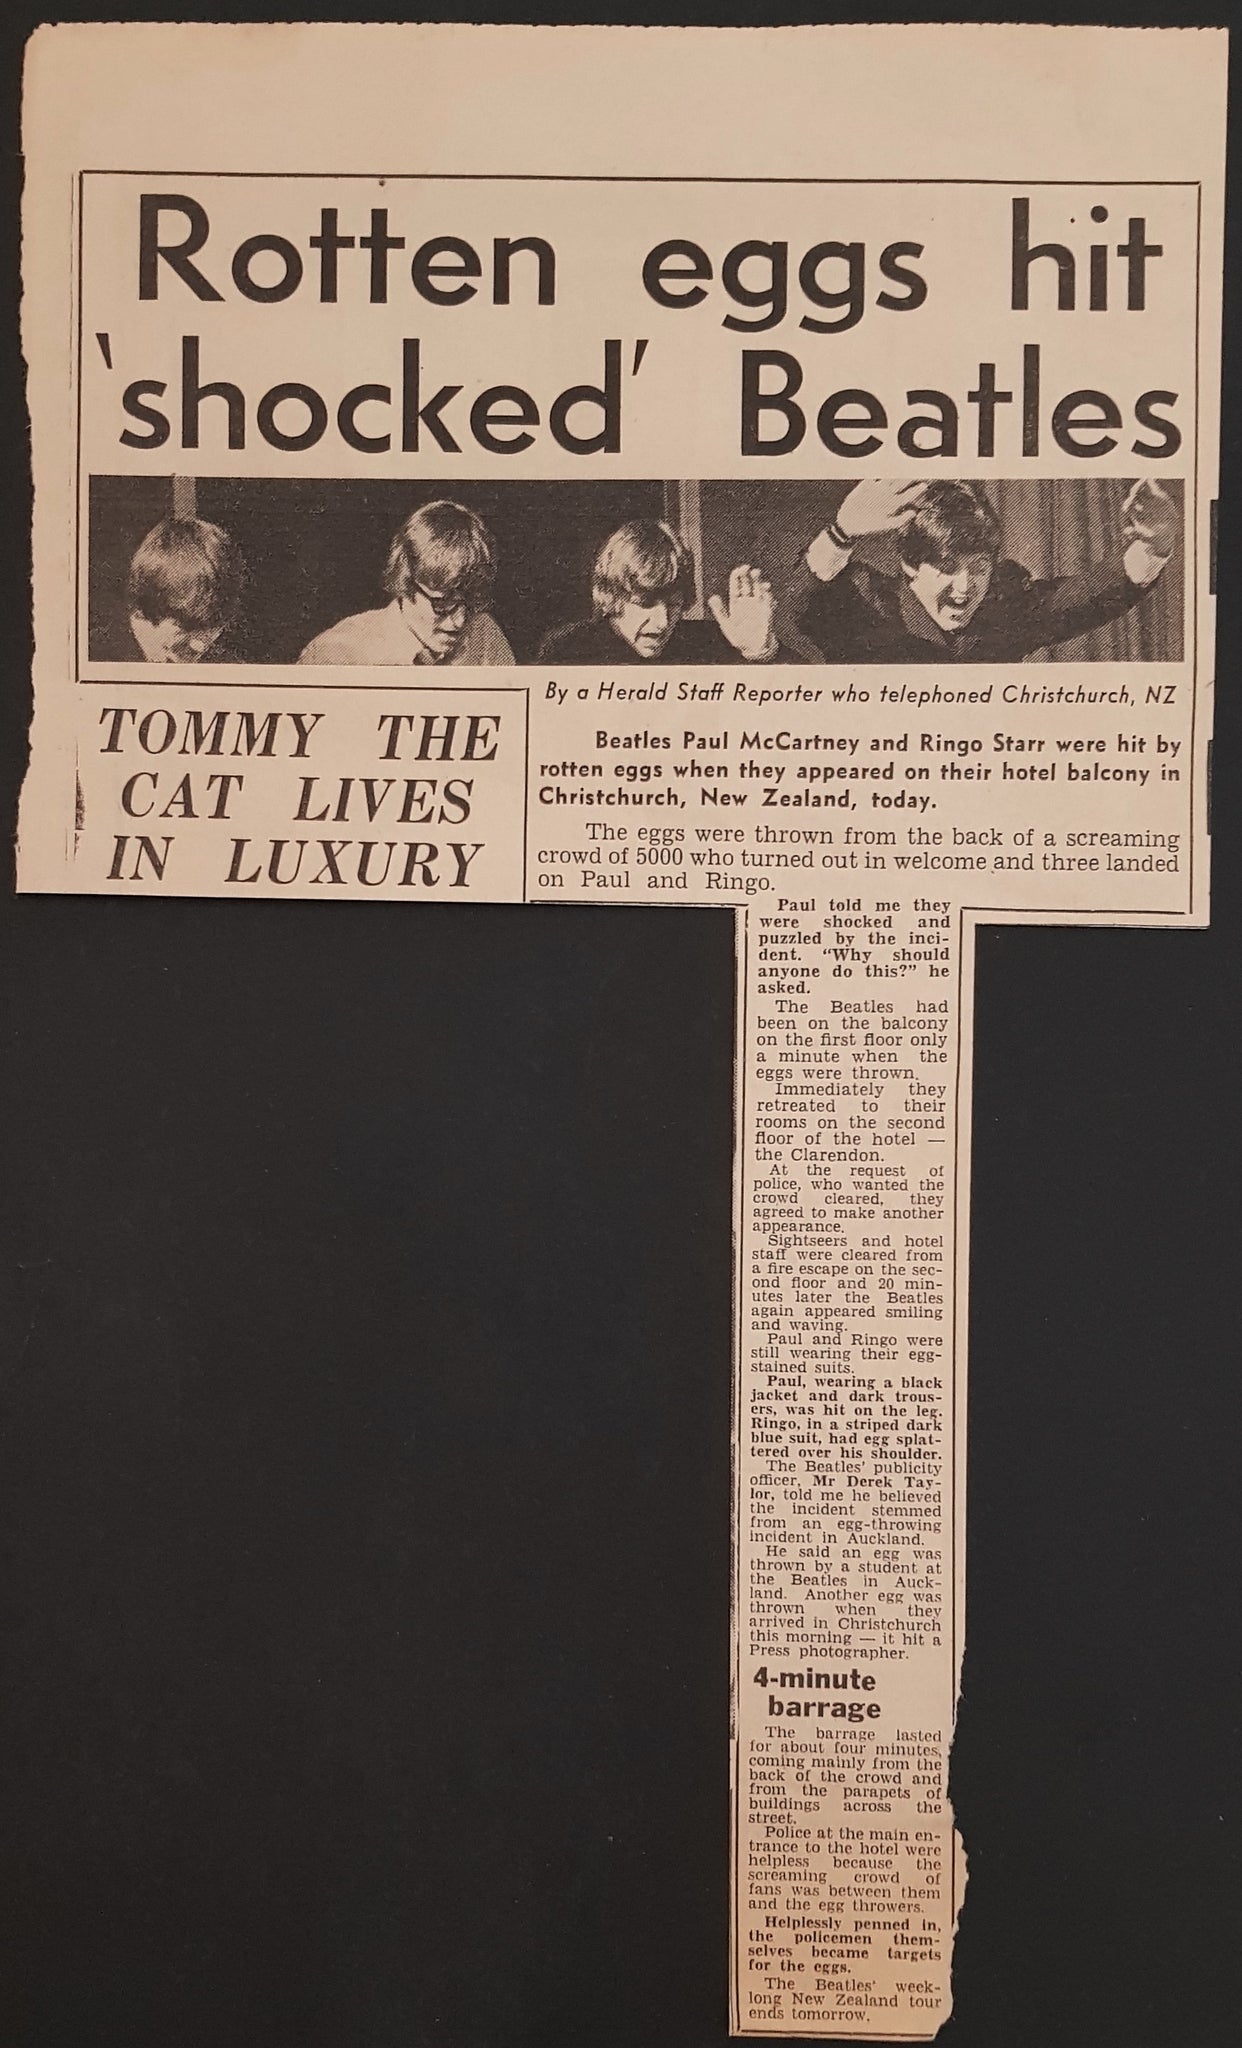 Rotten eggs hit
'shocked' Beatles
By a Herald Staff Reporter who telephoned Christchurch, NZ
TOMMY THE
CAT LIVES
IN LUXURY
Beatles Paul McCartney and Ringo Starr were hit by
rotten eggs when they appeared on their hotel balcony in
Christchurch, New Zealand, today.
The eggs were thrown from the back of a screaming
crowd of 5000 who turned out in welcome and three landed
on Paul and Ringo.
Paul told me they
were shocked and
puzzled by the inci-
dent. "Why should
anyone do this?" he
asked.
The Beatles had
been on the balcony
on the first floor only
a minute when the
eggs were thrown.
Immediately they
retreated to their
rooms on the second
floor of the hotel —
the Clarendon.
At the request of
police, who wanted the
crowd cleared, they
agreed to make another
appearance.
Sightseers and hotel
staff were cleared from
a fire escape on the sec-
ond floor and 20 min-
utes later the Beatles
again appeared smiling
and waving.
Paul and Ringo were
still wearing their egg-
stained suits.
Paul, wearing a black
jacket and dark trous-
ers, was hit on the leg.
Ringo, in a striped dark
blue suit, had egg splat-
tered over his shoulder.
The Beatles' publicity
officer, Mr Derek Tay-
lor, told me he believed
the incident stemmed
from an egg-throwing
incident in Auckland.
He said an egg was
thrown by a student at
the Beatles in Auck-
land. Another egg was
thrown when they
arrived in Christchurch
this morning — it hit a
Press photographer.
4-minute
barrage
The barrage lasted
for about four minutes,
coming mainly from the
back of the crowd and
from the parapets of
buildings across the
street.
Police at the main en-
trance to the hotel were
helpless because the
screaming crowd of
fans was between them
and the egg throwers.
Helplessly penned in,
the policemen them-
selves became targets
for the eggs.
The Beatles' week-
long New Zealand tour
ends tomorrow.